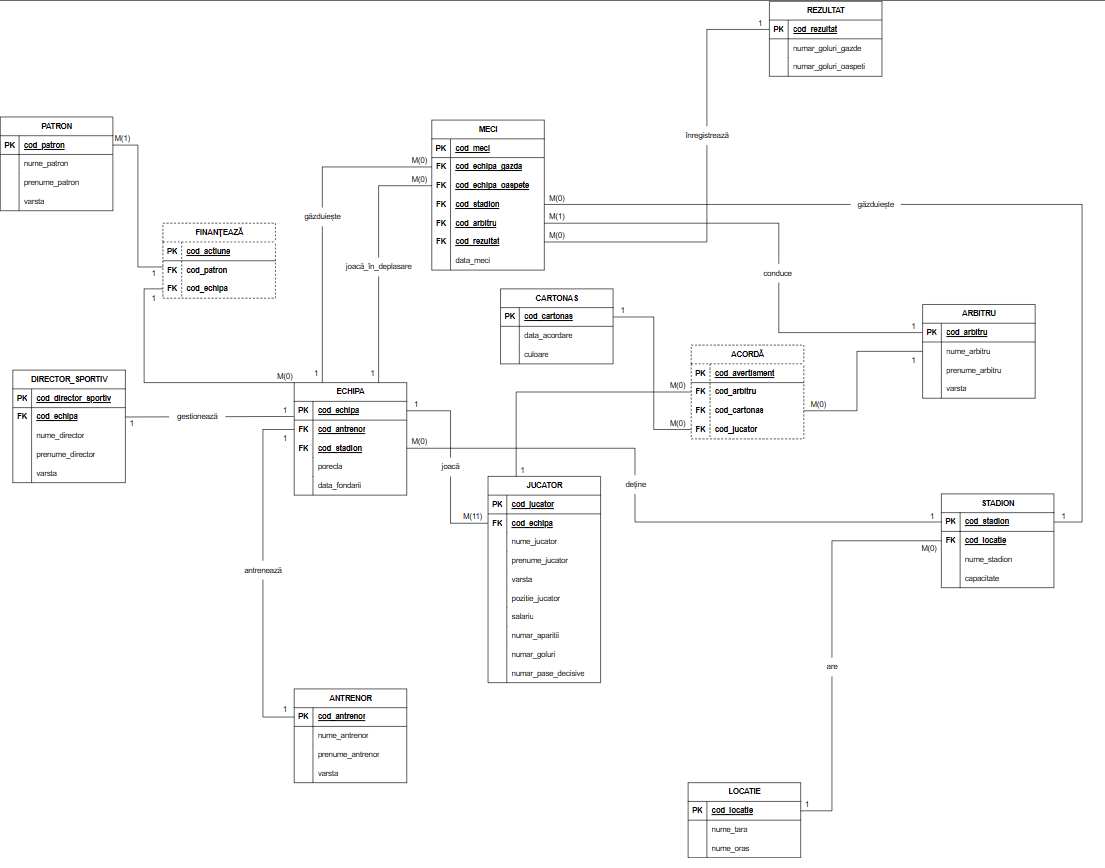 REZULTAT
1
PK cod_rezultat
numar_goluri_gazde
numar_goluri_oaspeti
înregistrează
PATRON
M(1)
PK cod_patron
nume_patron
prenume_patron
varsta
MECI
PK cod_meci
M(0)
FK cod_echipa_gazda
M(0)
FK cod_echipa_oaspete
FK cod_stadion
M(0)
FK cod_arbitru
M(1)
FK cod_rezultat
M(0)
data_meci
găzduiește
găzduiește
joacă_în_deplasare
conduce
FINANȚEAZĂ
PK cod_actiune
FK cod_patron
1
FK cod_echipa
1
CARTONAS
PK cod_cartonas
1
data_acordare
culoare
ARBITRU
1
PK cod_arbitru
nume_arbitru
1
prenume_arbitru
varsta
ACORDĂ
PK cod_avertisment
M(0)
FK cod_arbitru
FK cod_cartonas
M(0)
M(0)
FK cod_jucator
DIRECTOR_SPORTIV
PK cod_director_sportiv
FK cod_echipa
1
nume_director
prenume_director
varsta
gestionează
M(0)
1
1
ECHIPA
1
PK cod_echipa
1
1
FK cod_antrenor
FK cod_stadion
M(0)
porecla
data_fondarii
joacă
deține
1
JUCATOR
PK cod_jucator
M(11)
FK cod_echipa
nume_jucator
prenume_jucator
varsta
pozitie_jucator
salariu
numar_aparitii
numar_goluri
numar_pase_decisive
STADION
1
PK cod_stadion
1
FK cod_locatie
M(0)
nume_stadion
capacitate
antrenează
are
ANTRENOR
1
PK cod_antrenor
nume_antrenor
prenume_antrenor
varsta
LOCATIE
PK cod_locatie
1
nume_tara
nume_oras